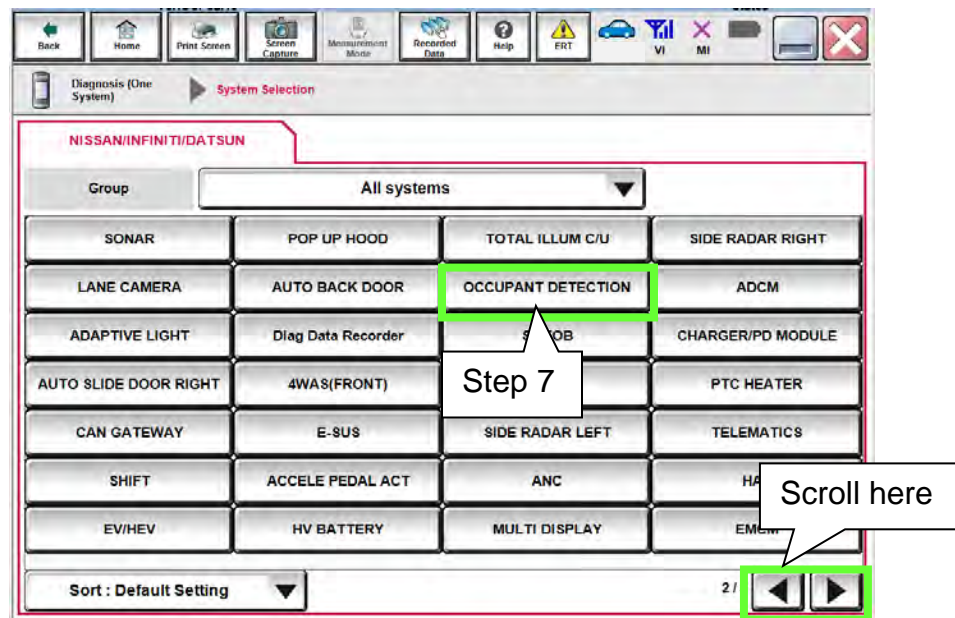 Back
Home
Print Screen
Screen Capture
Measurement Mode
Recorded Data
Help
ERT
VI
MI
Diagnosis (One System)
System Selection
NISSAN/INFINITI/DATSUN
Group
All systems
SONAR
POP UP HOOD
TOTAL ILLUM C/U
SIDE RADAR RIGHT
LANE CAMERA
AUTO BACK DOOR
OCCUPANT DETECTION
ADCM
ADAPTIVE LIGHT
Diag Data Recorder
CHARGER/PD MODULE
Step 7
AUTO SLIDE DOOR RIGHT
4WAS(FRONT)
PTC HEATER
CAN GATEWAY
E-SUS
SIDE RADAR LEFT
TELEMATICS
SHIFT
ACCELE PEDAL ACT
ANC
Scroll here
EV/HEV
HV BATTERY
MULTI DISPLAY
Sort : Default Setting
2/